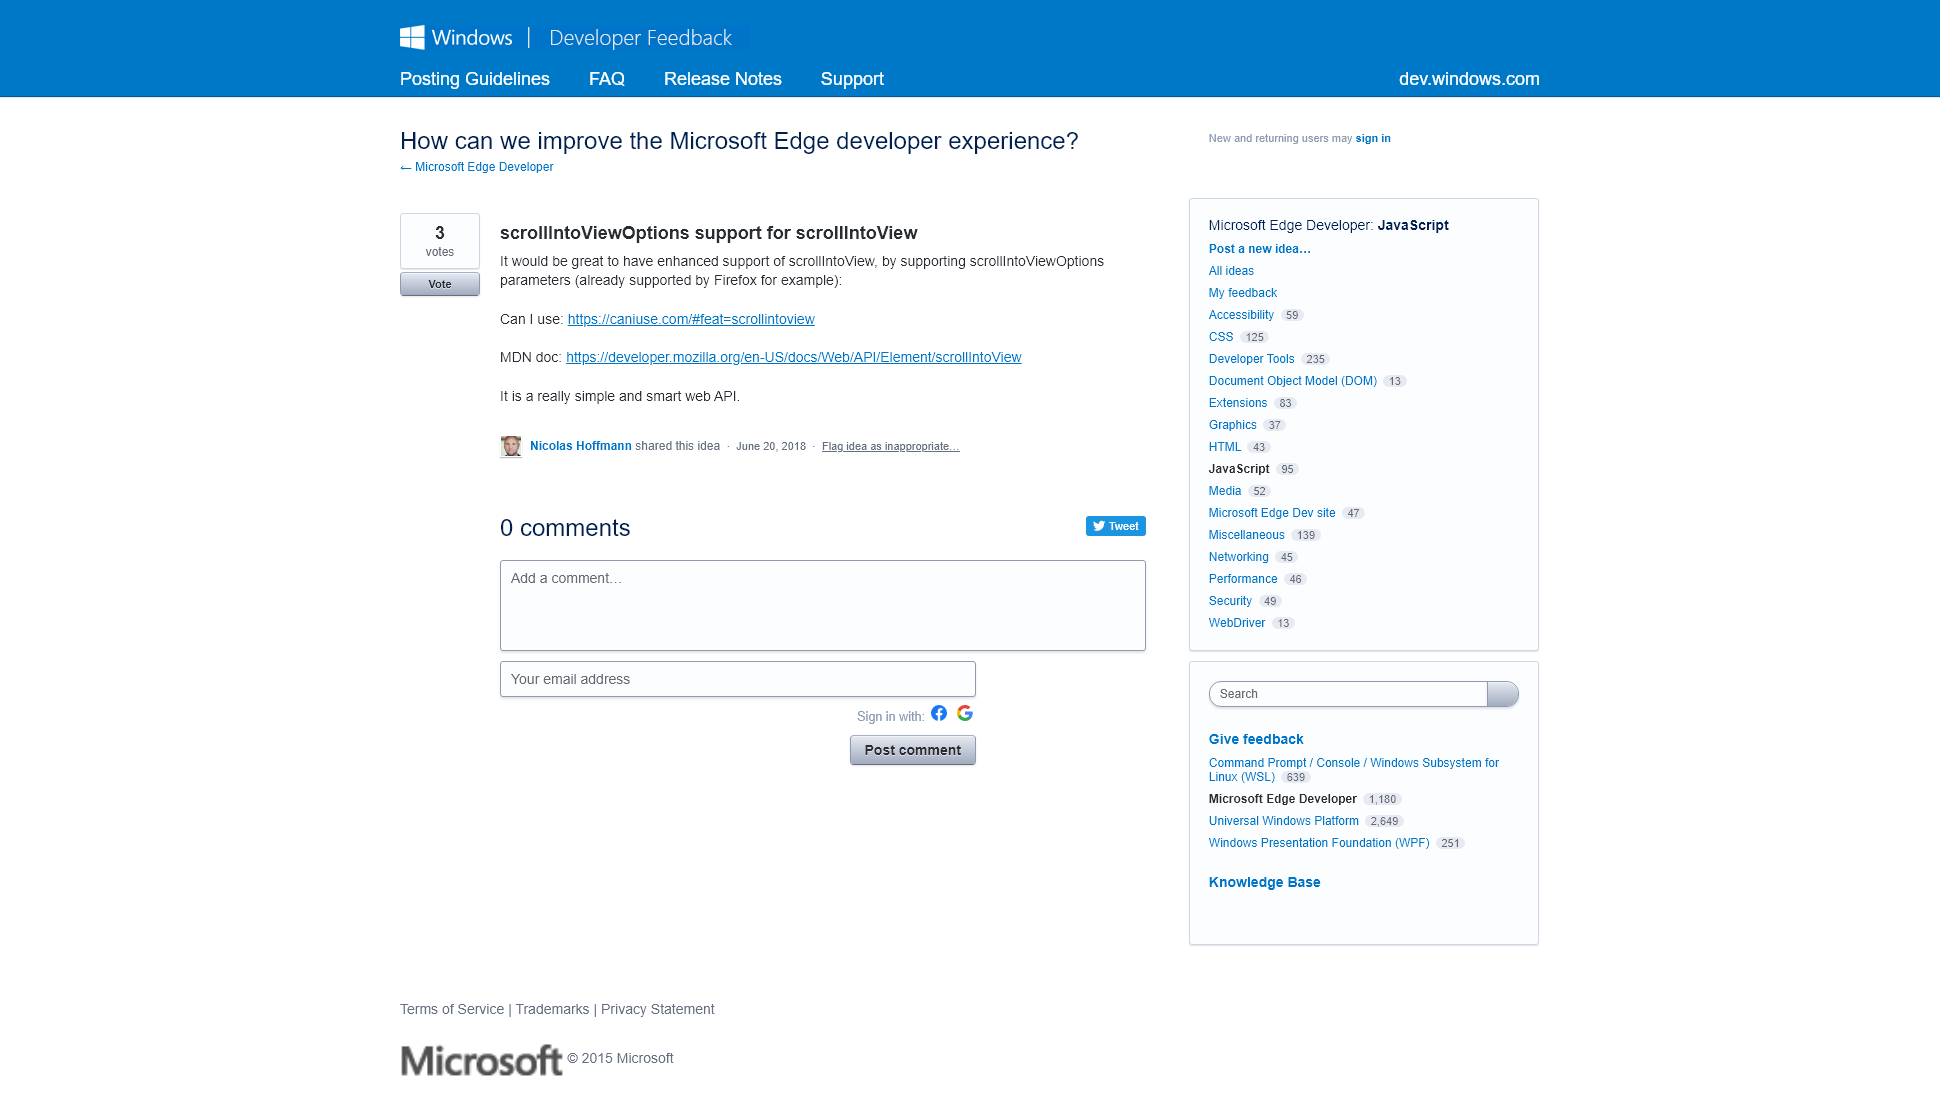 Windows | Developer Feedback
Posting Guidelines FAQ Release Notes Support dev.windows.com
How can we improve the Microsoft Edge developer experience?
← Microsoft Edge Developer
New and returning users may sign in
3
votes
Vote
scrollIntoViewOptions support for scrollIntoView
It would be great to have enhanced support of scrollIntoView, by supporting scrollIntoViewOptions
parameters (already supported by Firefox for example):
Can I use: https://caniuse.com/#feat=scrollintoview
MDN doc: https://developer.mozilla.org/en-US/docs/Web/API/Element/scrollIntoView
It is a really simple and smart web API.
Nicolas Hoffmann shared this idea · June 20, 2018 · Flag idea as inappropriate…
0 comments
Tweet
Add a comment…
Your email address
Sign in with:
Post comment
Microsoft Edge Developer: JavaScript
Post a new idea…
All ideas
My feedback
Accessibility 59
CSS 125
Developer Tools 235
Document Object Model (DOM) 13
Extensions 83
Graphics 37
HTML 43
JavaScript 95
Media 52
Microsoft Edge Dev site 47
Miscellaneous 139
Networking 45
Performance 46
Security 49
WebDriver 13
Search
Give feedback
Command Prompt / Console / Windows Subsystem for
Linux (WSL) 639
Microsoft Edge Developer 1,180
Universal Windows Platform 2,649
Windows Presentation Foundation (WPF) 251
Knowledge Base
Terms of Service | Trademarks | Privacy Statement
Microsoft © 2015 Microsoft